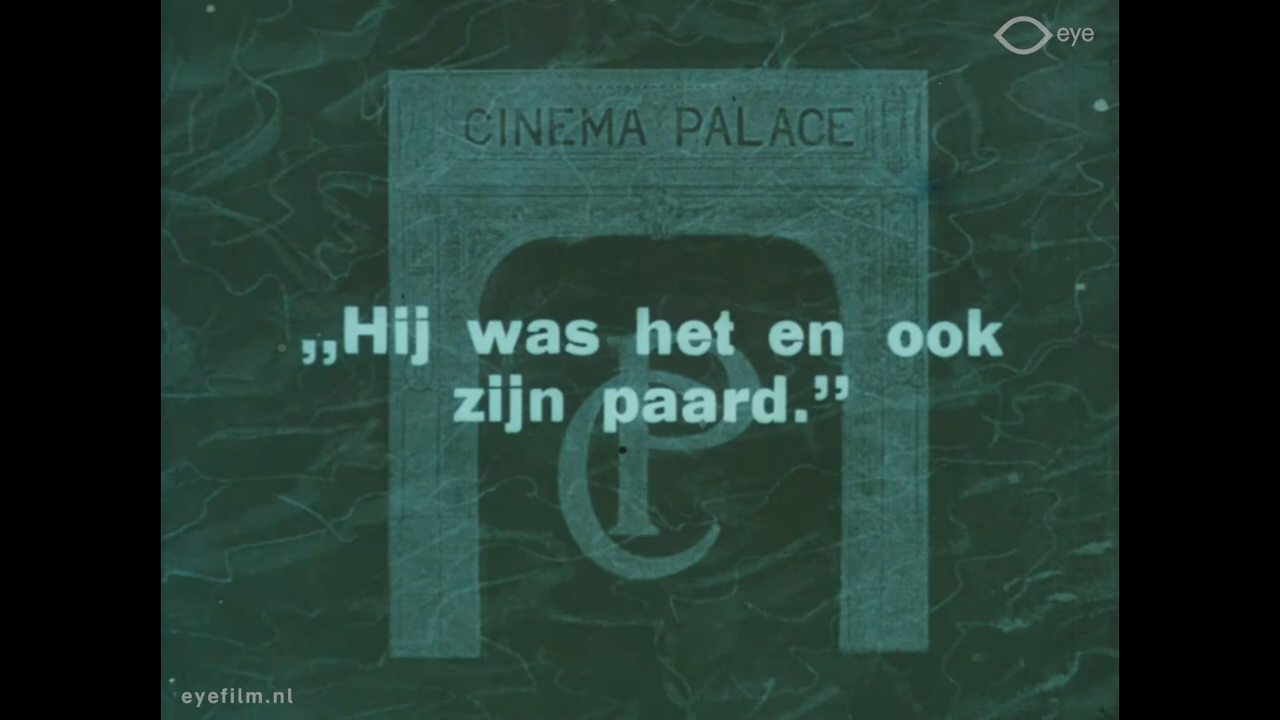 eye
CINEMA PALACE
„Hij was het en ook
zijn paard.”
CP
eyefilm.nl